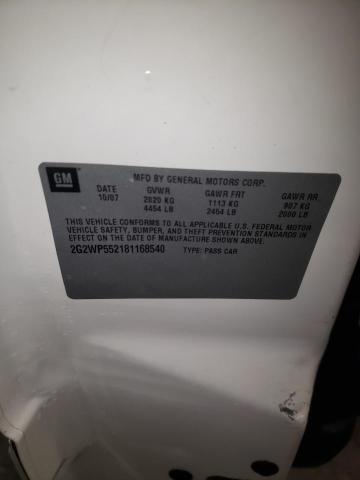 GM
MFD BY GENERAL MOTORS CORP.
DATE GVWR GAWR FRT GAWR RR
10/07 2020 KG 1113 KG 907 KG
4454 LB 2454 LB 2000 LB
THIS VEHICLE CONFORMS TO ALL APPLICABLE U.S. FEDERAL MOTOR
VEHICLE SAFETY, BUMPER, AND THEFT PREVENTION STANDARDS IN
EFFECT ON THE DATE OF MANUFACTURE SHOWN ABOVE.
2G2WP552181168540 TYPE: PASS CAR